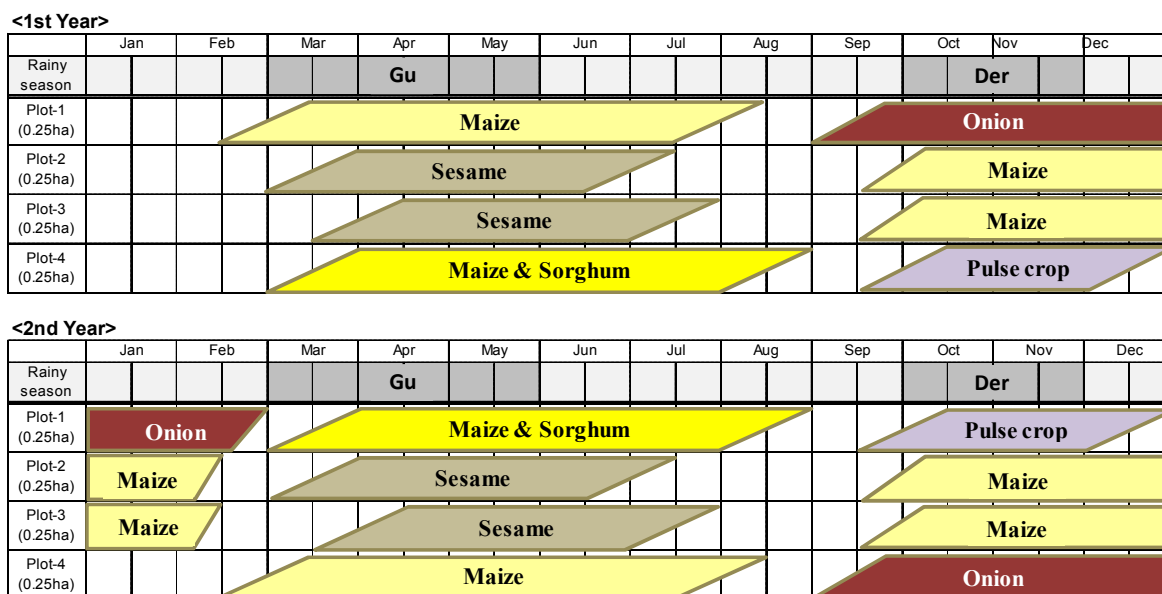 <1st Year>
Jan Feb Mar Apr May Jun Jul Aug Sep Oct Nov Dec
Rainy
season
Gu Der
Plot-1
(0.25ha)
Maize Onion
Plot-2
(0.25ha)
Sesame Maize
Plot-3
(0.25ha)
Sesame Maize
Plot-4
(0.25ha)
Maize & Sorghum Pulse crop
<2nd Year>
Jan Feb Mar Apr May Jun Jul Aug Sep Oct Nov Dec
Rainy
season
Gu Der
Plot-1
(0.25ha)
Onion Maize & Sorghum Pulse crop
Plot-2
(0.25ha)
Maize Sesame Maize
Plot-3
(0.25ha)
Maize Sesame Maize
Plot-4
(0.25ha)
Maize Onion